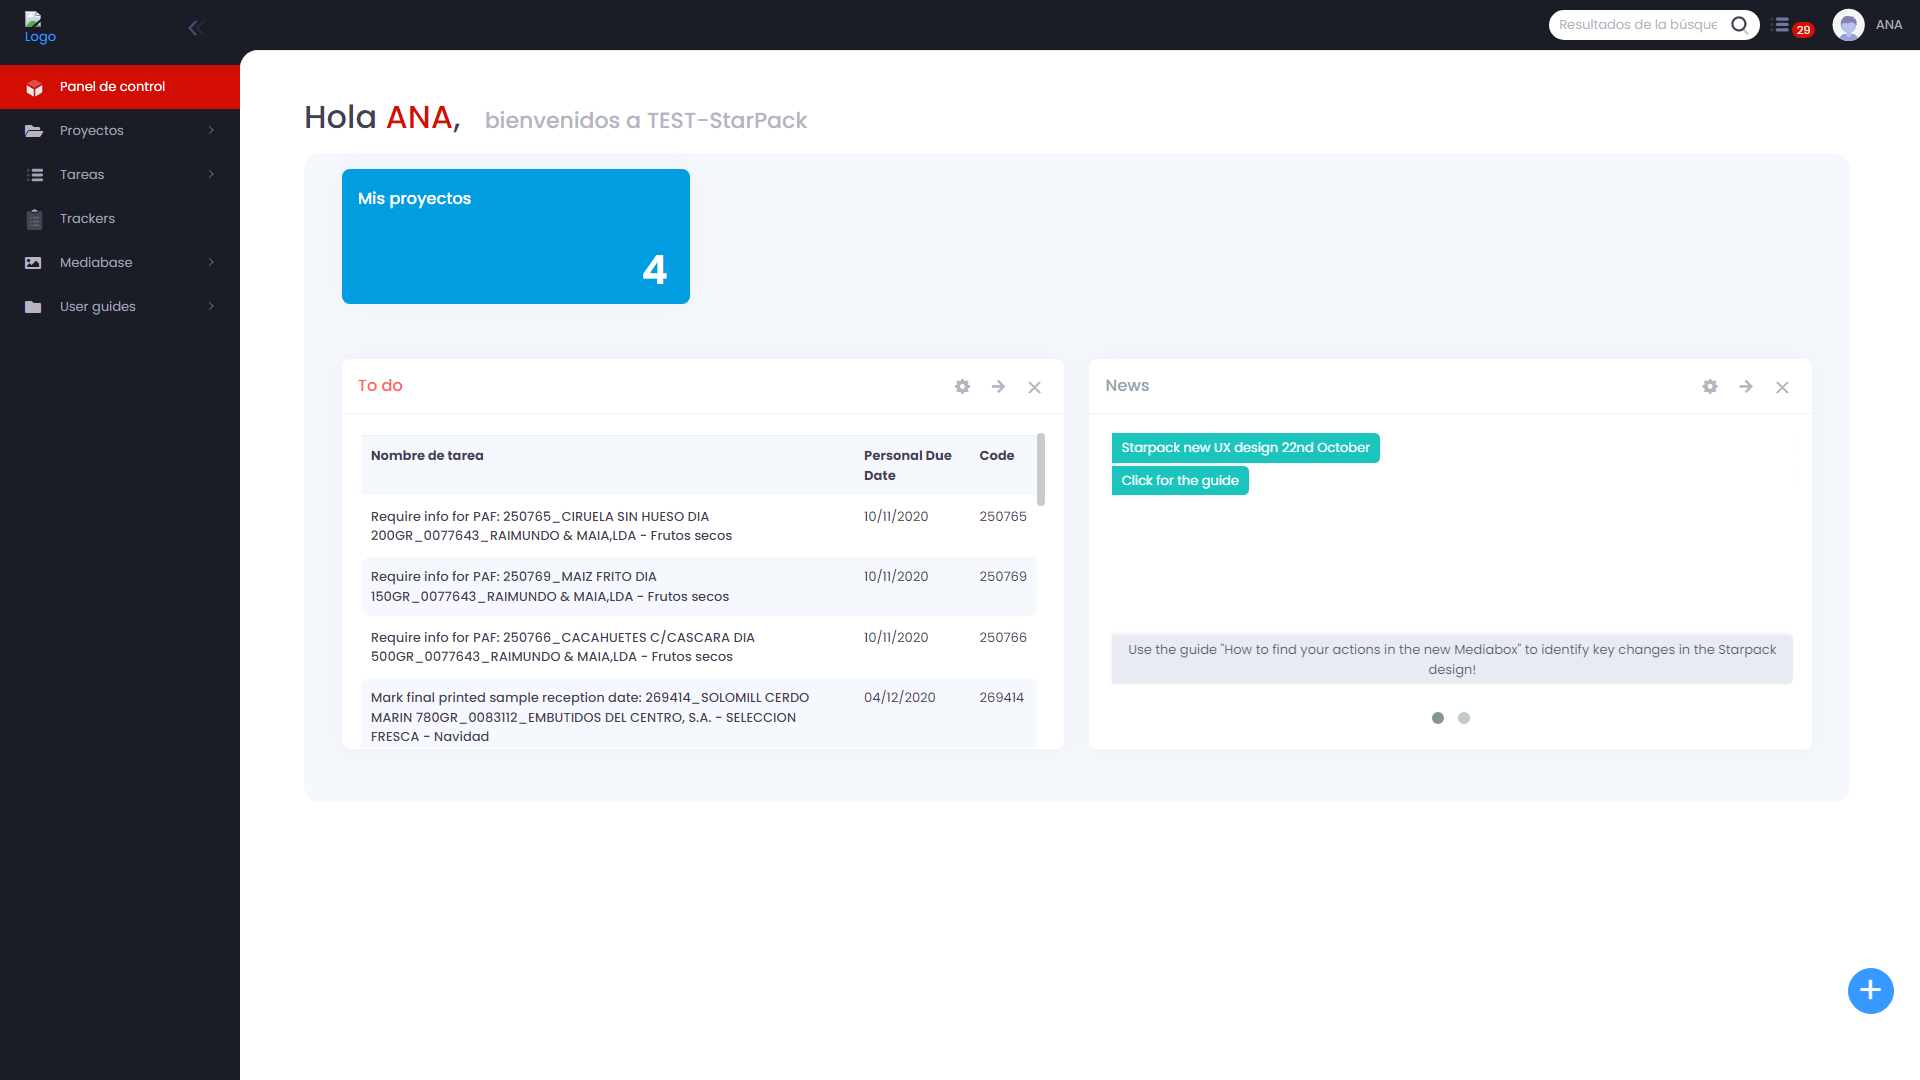 Logo
Resultados de la búsque
29
ANA
Panel de control
Proyectos
Tareas
Trackers
Mediabase
User guides
Hola ANA, bienvenidos a TEST-StarPack
Mis proyectos
4
To do
Nombre de tarea
Personal Due
Date
Code
Require info for PAF: 250765_CIRUELA SIN HUESO DIA
200GR_0077643_RAIMUNDO & MAIA,LDA - Frutos secos
10/11/2020
250765
Require info for PAF: 250769_MAIZ FRITO DIA
150GR_0077643_RAIMUNDO & MAIA,LDA - Frutos secos
10/11/2020
250769
Require info for PAF: 250766_CACAHUETES C/CASCARA DIA
500GR_0077643_RAIMUNDO & MAIA,LDA - Frutos secos
10/11/2020
250766
Mark final printed sample reception date: 269414_SOLOMILL CERDO
MARIN 780GR_0083112_EMBUTIDOS DEL CENTRO, S.A. - SELECCION
FRESCA - Navidad
04/12/2020
269414
News
Starpack new UX design 22nd October
Click for the guide
Use the guide "How to find your actions in the new Mediabox" to identify key changes in the Starpack
design!